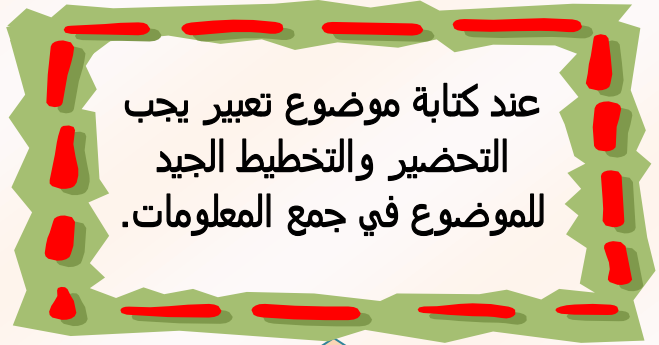 عند كتابة موضوع تعبير يجب
التحضير والتخطيط الجيد
للموضوع في جمع المعلومات.